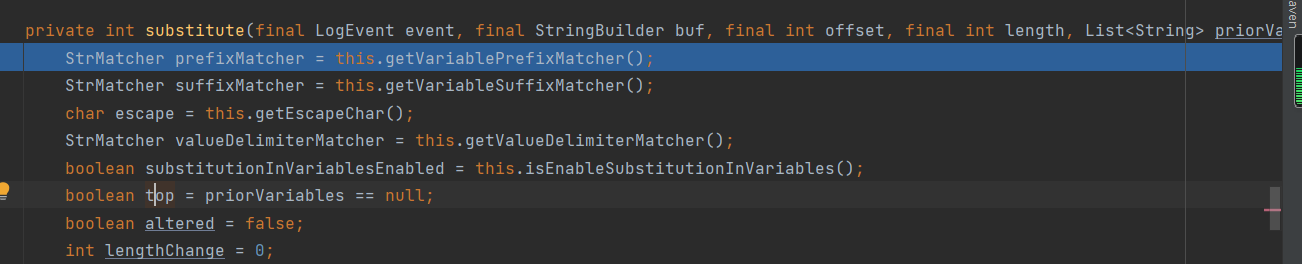 private int substitute(final LogEvent event, final StringBuilder buf, final int offset, final int length, List<String> priorVa
StrMatcher prefixMatcher = this.getVariablePrefixMatcher();
StrMatcher suffixMatcher = this.getVariableSuffixMatcher();
char escape = this.getEscapeChar();
StrMatcher valueDelimiterMatcher = this.getValueDelimiterMatcher();
boolean substitutionInVariablesEnabled = this.isEnableSubstitutionInVariables();
boolean top = priorVariables == null;
boolean altered = false;
int lengthChange = 0;
aven